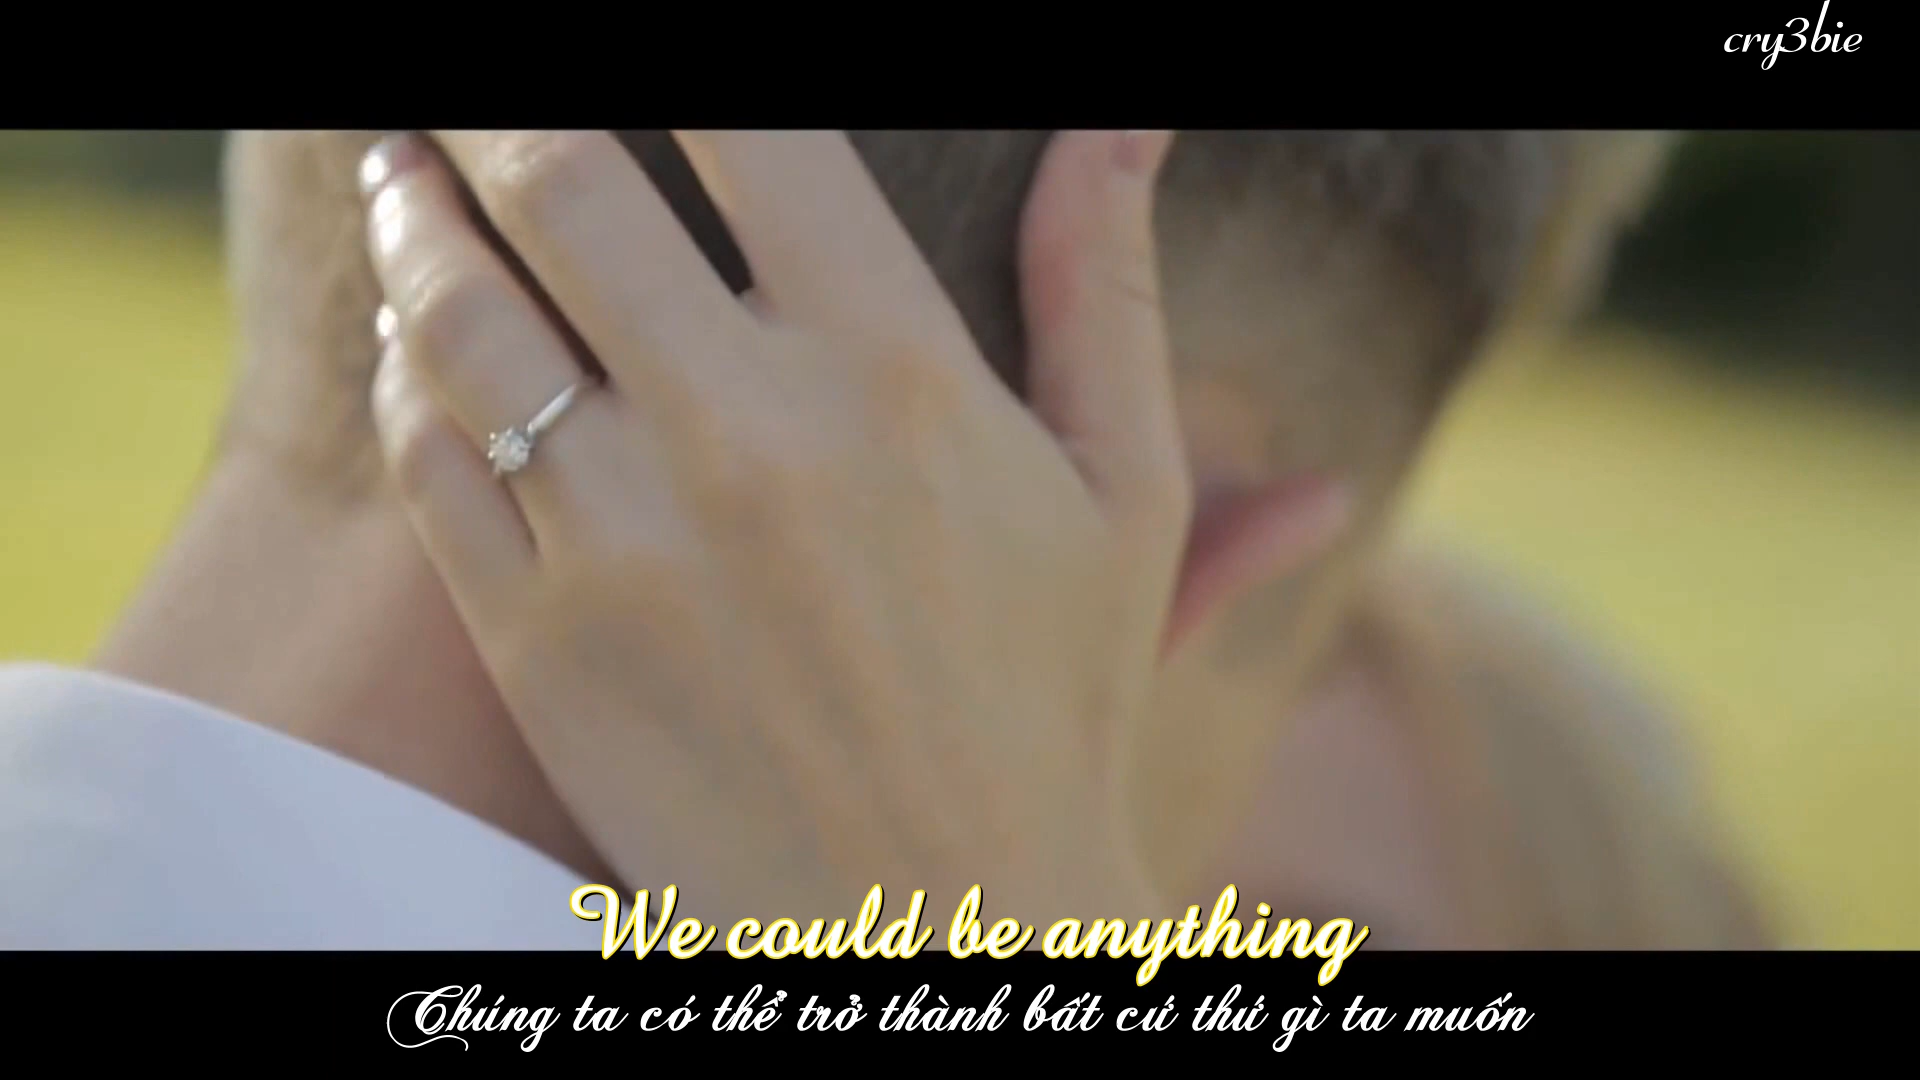 cry3bie
We could be anything
Chúng ta có thể trở thành bất cứ thứ gì ta muốn